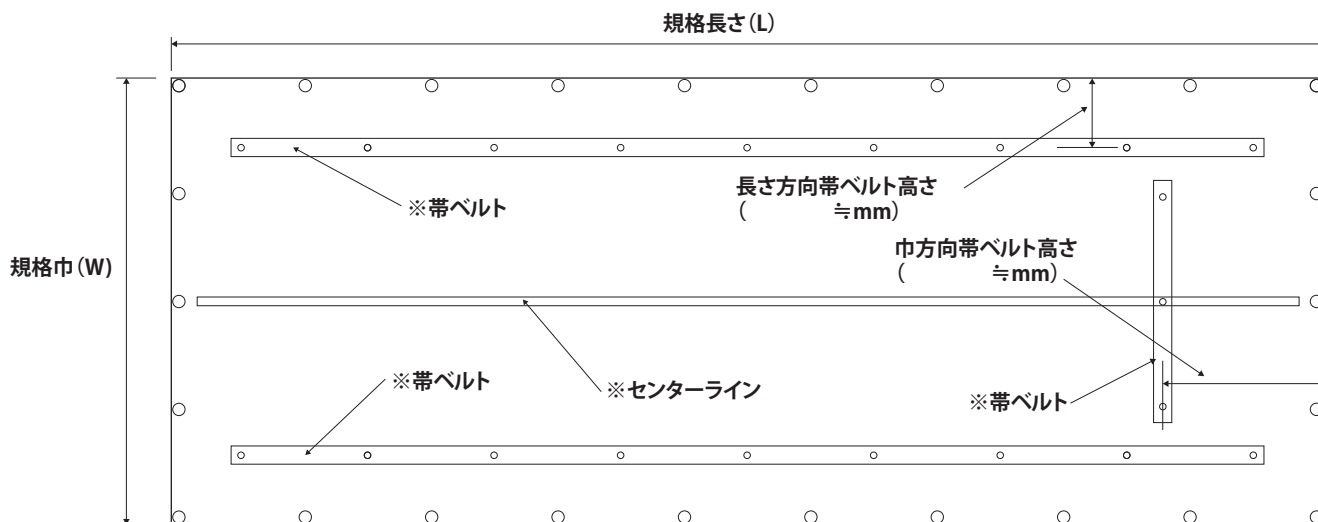 規格長さ(L)
長さ方向帯ベルト高さ
( ≒mm)
※帯ベルト
巾方向帯ベルト高さ
( ≒mm)
規格巾(W)
※帯ベルト
※センターライン
※帯ベルト